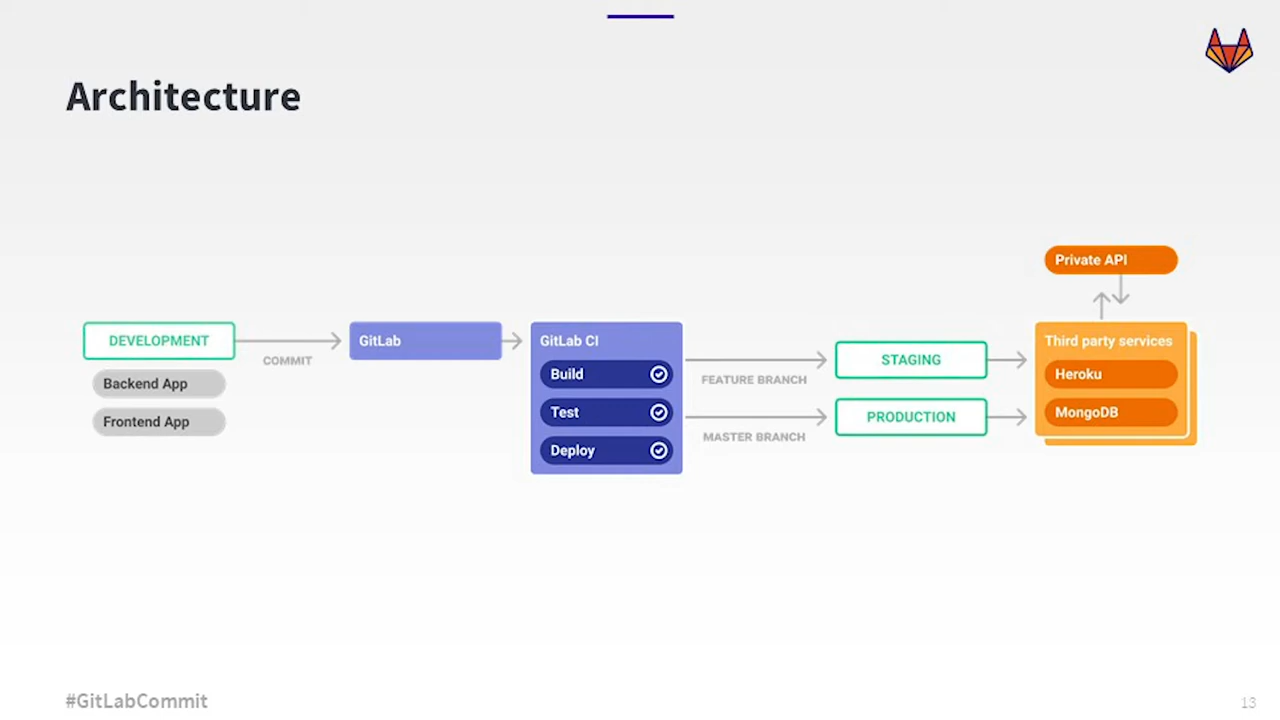 Architecture
Private API
DEVELOPMENT
COMMIT
Backend App
Frontend App
GitLab
GitLab CI
Build
Test
Deploy
FEATURE BRANCH
MASTER BRANCH
STAGING
PRODUCTION
Third party services
Heroku
MongoDB
#GitLabCommit
13